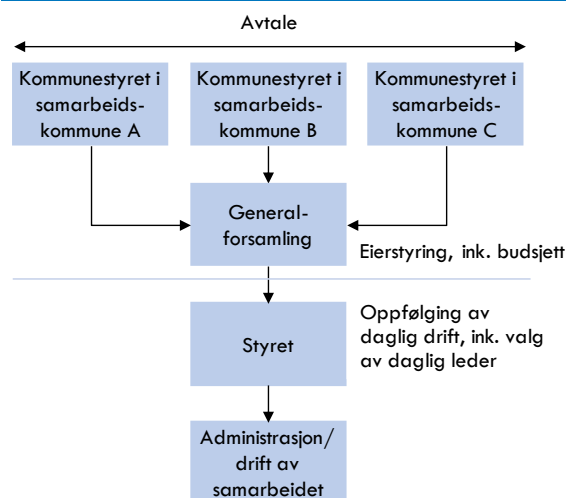 Avtale
Kommunestyret i
samarbeids-
kommune A
Kommunestyret i
samarbeids-
kommune B
Kommunestyret i
samarbeids-
kommune C
General-
forsamling
Eierstyring, ink. budsjett
Styret
Oppfølging av
daglig drift, ink. valg
av daglig leder
Administrasjon/
drift av
samarbeidet